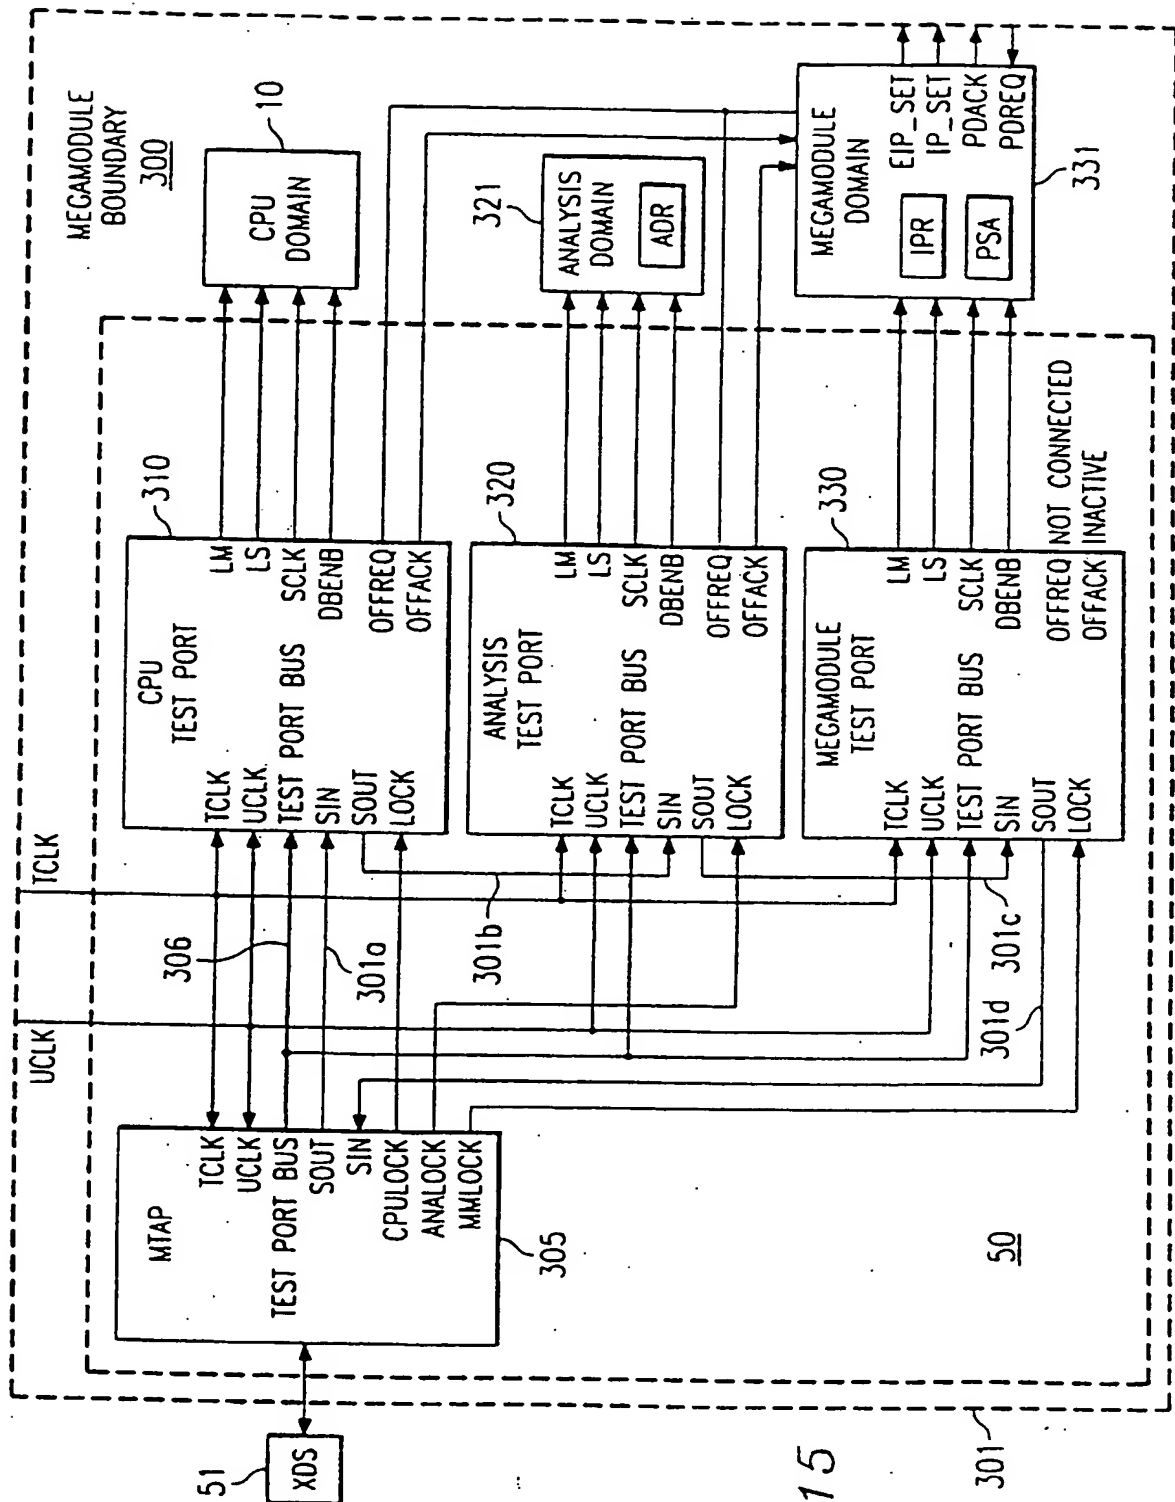 MEGAMODULE
BOUNDARY
300
UCLK
TCLK
51
XDS
MTAP
TCLK
UCLK
TEST PORT BUS
SOUT
SIN
CPULOCK
ANALOCK
MMLOCK
305
306
301a
301b
301c
301d
50
301
CPU
TEST PORT
310
TCLK
UCLK
TEST PORT BUS
SIN
SOUT
LOCK
LM
LS
SCLK
DBENB
OFFREQ
OFFACK
ANALYSIS
TEST PORT
320
TCLK
UCLK
TEST PORT BUS
SIN
SOUT
LOCK
LM
LS
SCLK
DBENB
OFFREQ
OFFACK
MEGAMODULE
TEST PORT
330
TCLK
UCLK
TEST PORT BUS
SIN
SOUT
LOCK
LM
LS
SCLK
DBENB
OFFREQ NOT CONNECTED
OFFACK INACTIVE
10
CPU
DOMAIN
321
ANALYSIS
DOMAIN
ADR
MEGAMODULE
DOMAIN
IPR
PSA
EIP_SET
IP_SET
PDACK
PDREQ
331
15